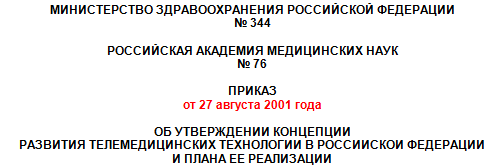 МИНИСТЕРСТВО ЗДРАВООХРАНЕНИЯ РОССИЙСКОЙ ФЕДЕРАЦИИ
№ 344
РОССИЙСКАЯ АКАДЕМИЯ МЕДИЦИНСКИХ НАУК
№ 76
ПРИКАЗ
от 27 августа 2001 года
ОБ УТВЕРЖДЕНИИ КОНЦЕПЦИИ
РАЗВИТИЯ ТЕЛЕМЕДИЦИНСКИХ ТЕХНОЛОГИИ В РОССИИСКОИ ФЕДЕРАЦИИ
И ПЛАНА ЕЕ РЕАЛИЗАЦИИ